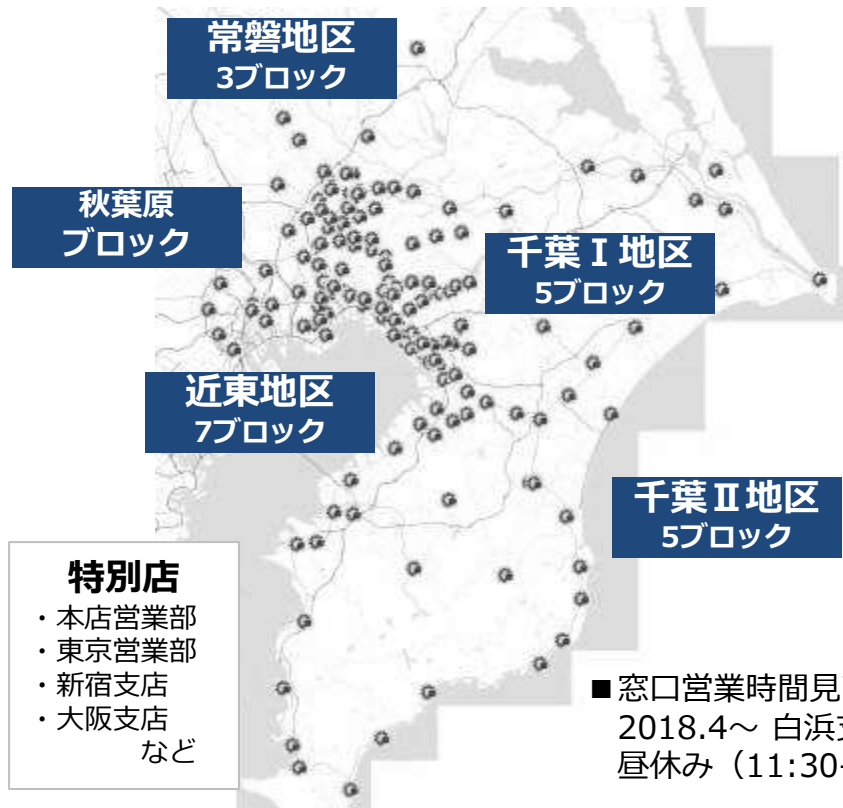 常磐地区
3ブロック
秋葉原
ブロック
千葉Ⅰ地区
5ブロック
近東地区
7ブロック
千葉Ⅱ地区
5ブロック
特別店
・本店営業部
・東京営業部
・新宿支店
・大阪支店
など
■窓口営業時間見
2018.4～ 白浜支
昼休み（11:30-